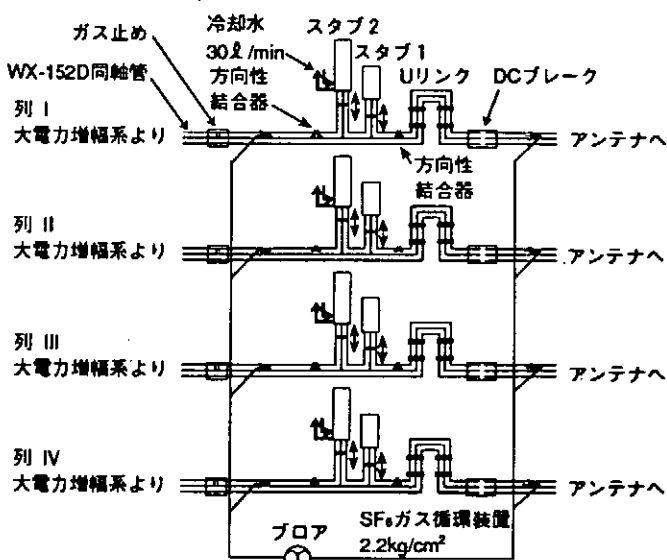 ガス止め
冷却水
30ℓ/min
スタブ2
スタブ1
WX-152D同軸管
方向性
結合器
Uリンク
DCブレーク
列 I
大電力増幅系より
アンテナへ
方向性
結合器
列 II
大電力増幅系より
アンテナへ
列 III
大電力増幅系より
アンテナへ
列 IV
大電力増幅系より
アンテナへ
ブロア
SF₆ガス循環装置
2.2kg/cm²